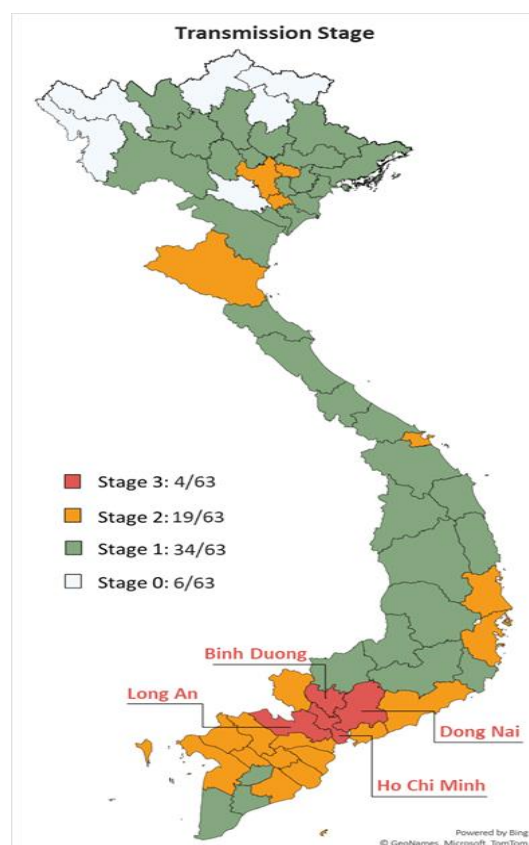 Transmission Stage
Stage 3: 4/63
Stage 2: 19/63
Stage 1: 34/63
Stage 0: 6/63
Binh Duong
Long An
Dong Nai
Ho Chi Minh
Powered by Bing
© GeoNames, Microsoft, TomTom